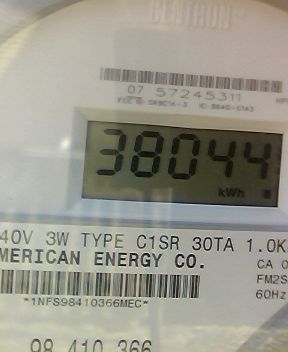 CENTRON
07 57245311
38044
kWh
40V 3W TYPE C1SR 30TA 1.0K
MERICAN ENERGY CO.
CA 0
FM2S
*1NFS98410366MEC*
60Hz
98 410 366